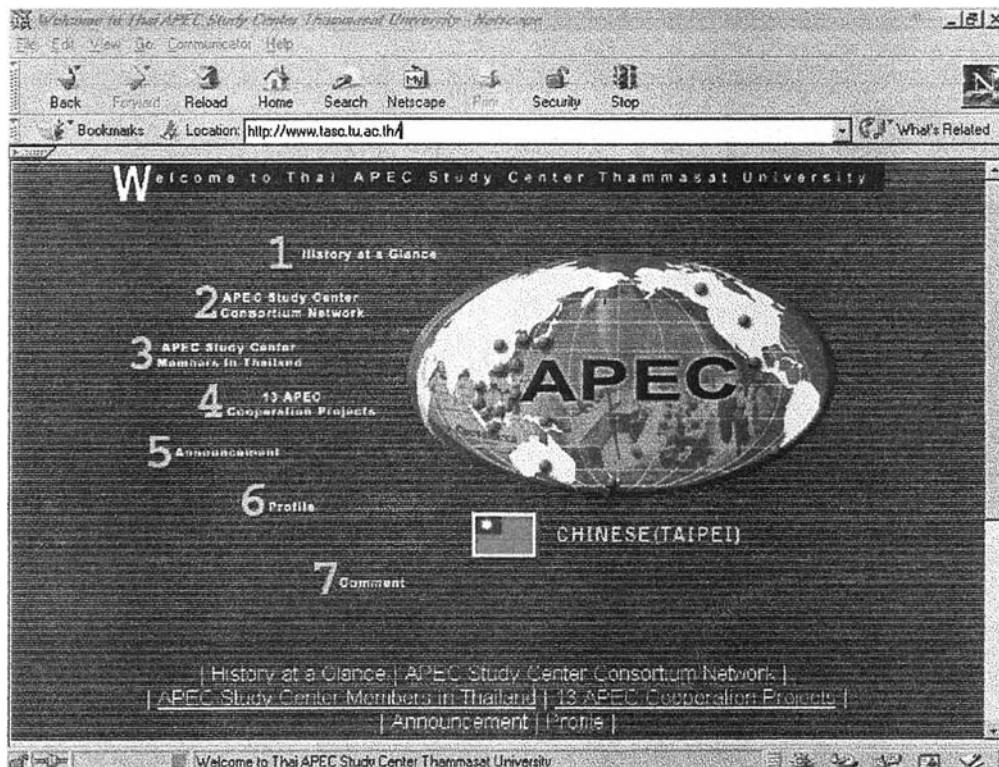 Welcome to Thai APEC Study Center Thammasat University - Netscape
File Edit View Go Communicator Help
Back Forward Reload Home Search Netscape Print Security Stop
Bookmarks Location: http://www.tasc.tu.ac.th/ What's Related
Welcome to Thai APEC Study Center Thammasat University
1 History at a Glance
2 APEC Study Center
Consortium Network
3 APEC Study Center
Members in Thailand
4 13 APEC
Cooperation Projects
5 Announcement
6 Profile
7 Comment
APEC
CHINESE(TAIPEI)
| History at a Glance | APEC Study Center Consortium Network |
| APEC Study Center Members in Thailand | 13 APEC Cooperation Projects |
| Announcement | Profile |
Welcome to Thai APEC Study Center Thammasat University